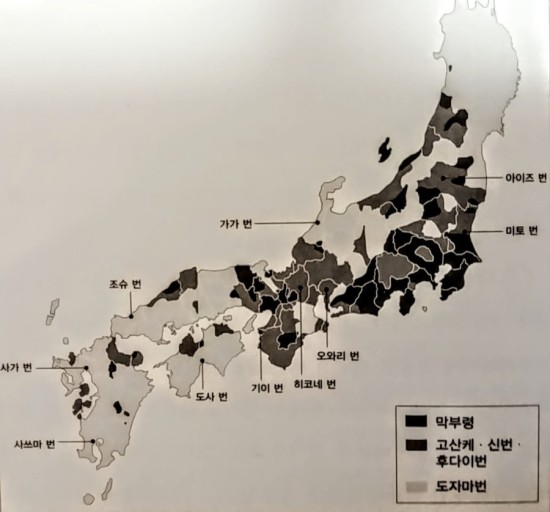 아이즈 번
가가 번
미토 번
조슈 번
오와리 번
사가 번
기이 번
히코네 번
도사 번
사쓰마 번
막부령
고산케 · 신번 ·
후다이번
도자마번